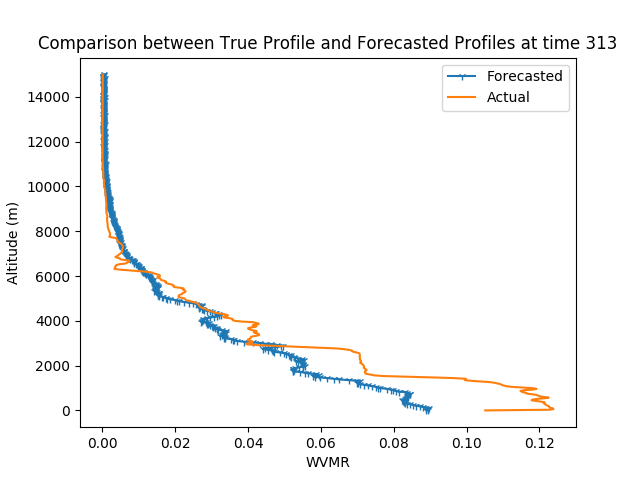 Comparison between True Profile and Forecasted Profiles at time 313
Forecasted
Actual
14000
12000
10000
8000
6000
4000
2000
0
Altitude (m)
0.00 0.02 0.04 0.06 0.08 0.10 0.12
WVMR